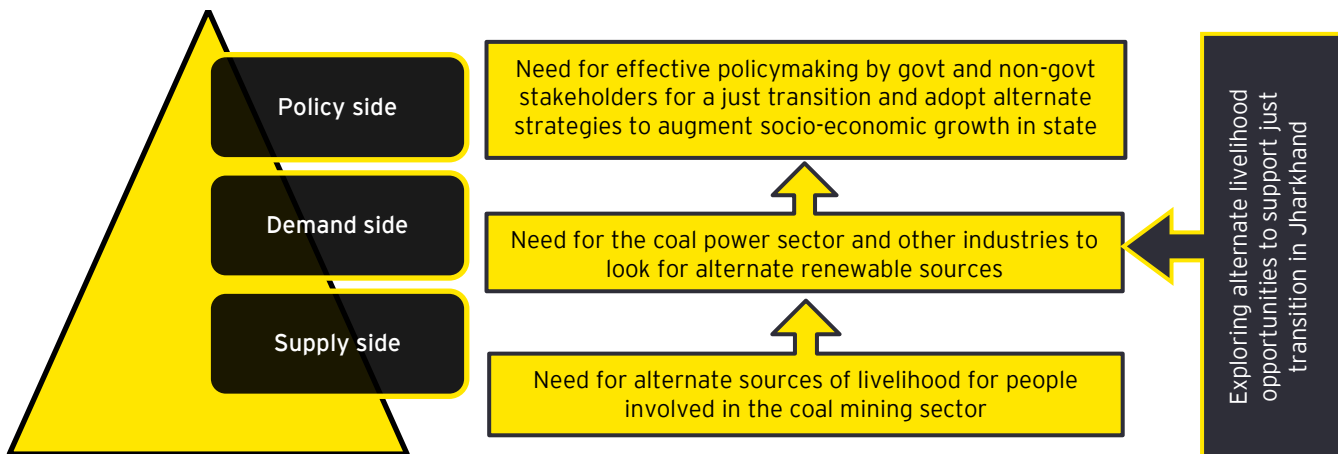 Policy side
Need for effective policymaking by govt and non-govt
stakeholders for a just transition and adopt alternate
strategies to augment socio-economic growth in state
Demand side
Need for the coal power sector and other industries to
look for alternate renewable sources
Supply side
Need for alternate sources of livelihood for people
involved in the coal mining sector
Exploring alternate livelihood
opportunities to support just
transition in Jharkhand